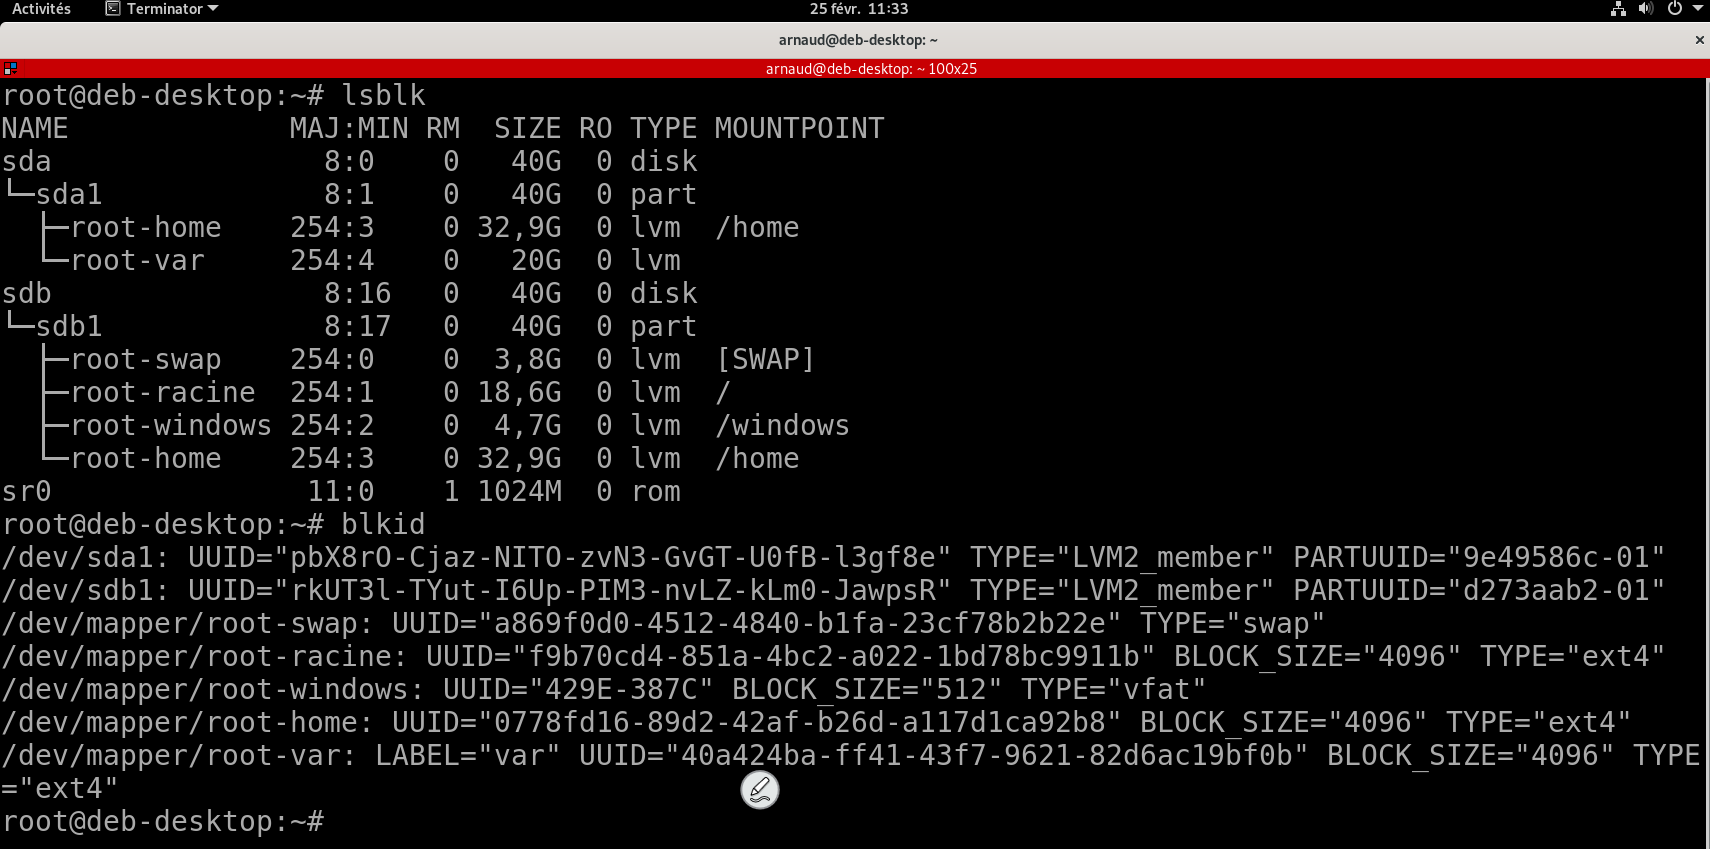 Activités Terminator 25 févr. 11:33
arnaud@deb-desktop: ~
arnaud@deb-desktop: ~ 100x25
root@deb-desktop:~# lsblk
NAME MAJ:MIN RM SIZE RO TYPE MOUNTPOINT
sda 8:0 0 40G 0 disk
└─sda1 8:1 0 40G 0 part
├─root-home 254:3 0 32,9G 0 lvm /home
└─root-var 254:4 0 20G 0 lvm
sdb 8:16 0 40G 0 disk
└─sdb1 8:17 0 40G 0 part
├─root-swap 254:0 0 3,8G 0 lvm [SWAP]
├─root-racine 254:1 0 18,6G 0 lvm /
├─root-windows 254:2 0 4,7G 0 lvm /windows
└─root-home 254:3 0 32,9G 0 lvm /home
sr0 11:0 1 1024M 0 rom
root@deb-desktop:~# blkid
/dev/sda1: UUID="pbX8rO-Cjaz-NITO-zvN3-GvGT-U0fB-l3gf8e" TYPE="LVM2_member" PARTUUID="9e49586c-01"
/dev/sdb1: UUID="rkUT3l-TYut-I6Up-PIM3-nvLZ-kLm0-JawpsR" TYPE="LVM2_member" PARTUUID="d273aab2-01"
/dev/mapper/root-swap: UUID="a869f0d0-4512-4840-b1fa-23cf78b2b22e" TYPE="swap"
/dev/mapper/root-racine: UUID="f9b70cd4-851a-4bc2-a022-1bd78bc9911b" BLOCK_SIZE="4096" TYPE="ext4"
/dev/mapper/root-windows: UUID="429E-387C" BLOCK_SIZE="512" TYPE="vfat"
/dev/mapper/root-home: UUID="0778fd16-89d2-42af-b26d-a117d1ca92b8" BLOCK_SIZE="4096" TYPE="ext4"
/dev/mapper/root-var: LABEL="var" UUID="40a424ba-ff41-43f7-9621-82d6ac19bf0b" BLOCK_SIZE="4096" TYPE
="ext4"
root@deb-desktop:~#